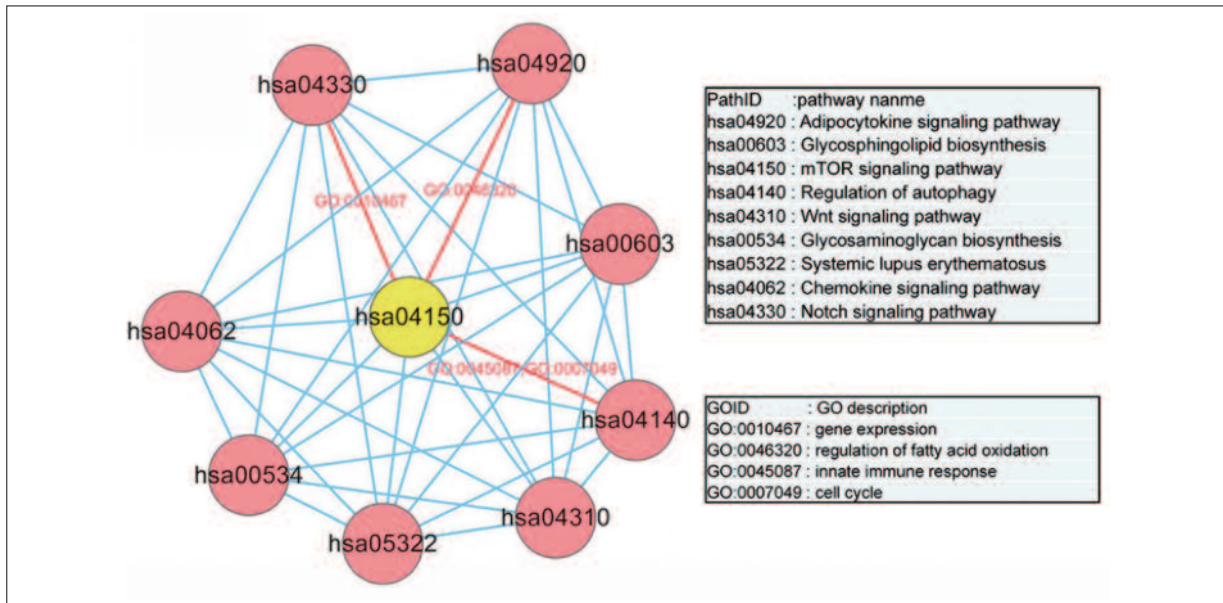 hsa04920
hsa04330
GO:0010467
GO:0046320
hsa00603
hsa04150
hsa04062
GO:0045087,GO:0007049
hsa04140
hsa00534
hsa04310
hsa05322
PathID :pathway nanme
hsa04920 : Adipocytokine signaling pathway
hsa00603 : Glycosphingolipid biosynthesis
hsa04150 : mTOR signaling pathway
hsa04140 : Regulation of autophagy
hsa04310 : Wnt signaling pathway
hsa00534 : Glycosaminoglycan biosynthesis
hsa05322 : Systemic lupus erythematosus
hsa04062 : Chemokine signaling pathway
hsa04330 : Notch signaling pathway
GOID : GO description
GO:0010467 : gene expression
GO:0046320 : regulation of fatty acid oxidation
GO:0045087 : innate immune response
GO:0007049 : cell cycle